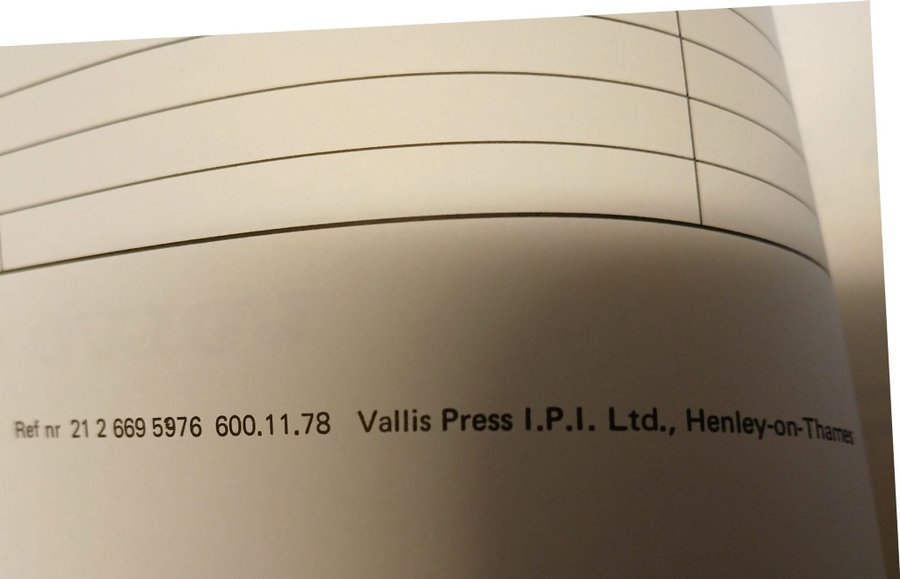 Ref nr 21 2 669 5976 600.11.78 Vallis Press I.P.I. Ltd., Henley-on-Thames